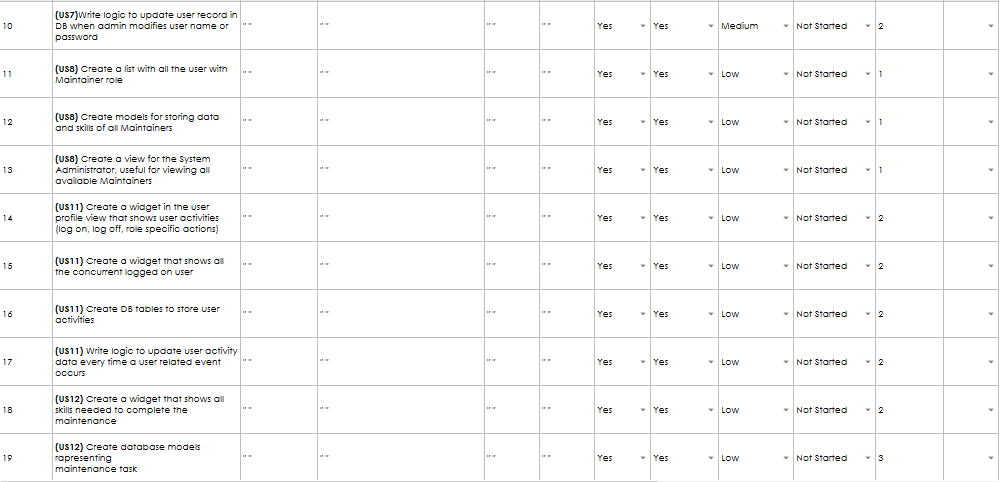 (US7)Write logic to update user record in
10 DB when admin modifies user name or " " " " " " " " Yes Yes Medium Not Started 2
password
11 (US8) Create a list with all the user with " " " " " " " " Yes Yes Low Not Started 1
Maintainer role
12 (US8) Create models for storing data " " " " " " " " Yes Yes Low Not Started 1
and skills of all Maintainers
(US8) Create a view for the System
13 Administrator, useful for viewing all " " " " " " " " Yes Yes Low Not Started 1
available Maintainers
(US11) Create a widget in the user
14 profile view that shows user activities " " " " " " " " Yes Yes Low Not Started 2
(log on, log off, role specific actions)
15 (US11) Create a widget that shows all " " " " " " " " Yes Yes Low Not Started 2
the concurrent logged on user
16 (US11) Create DB tables to store user " " " " " " " " Yes Yes Low Not Started 2
activities
(US11) Write logic to update user activity
17 data every time a user related event " " " " " " " " Yes Yes Low Not Started 2
occurs
(US12) Create a widget that shows all
18 skills needed to complete the " " " " " " " " Yes Yes Low Not Started 2
maintenance
(US12) Create database models
19 rapresenting " " " " " " " " Yes Yes Low Not Started 3
maintenance task